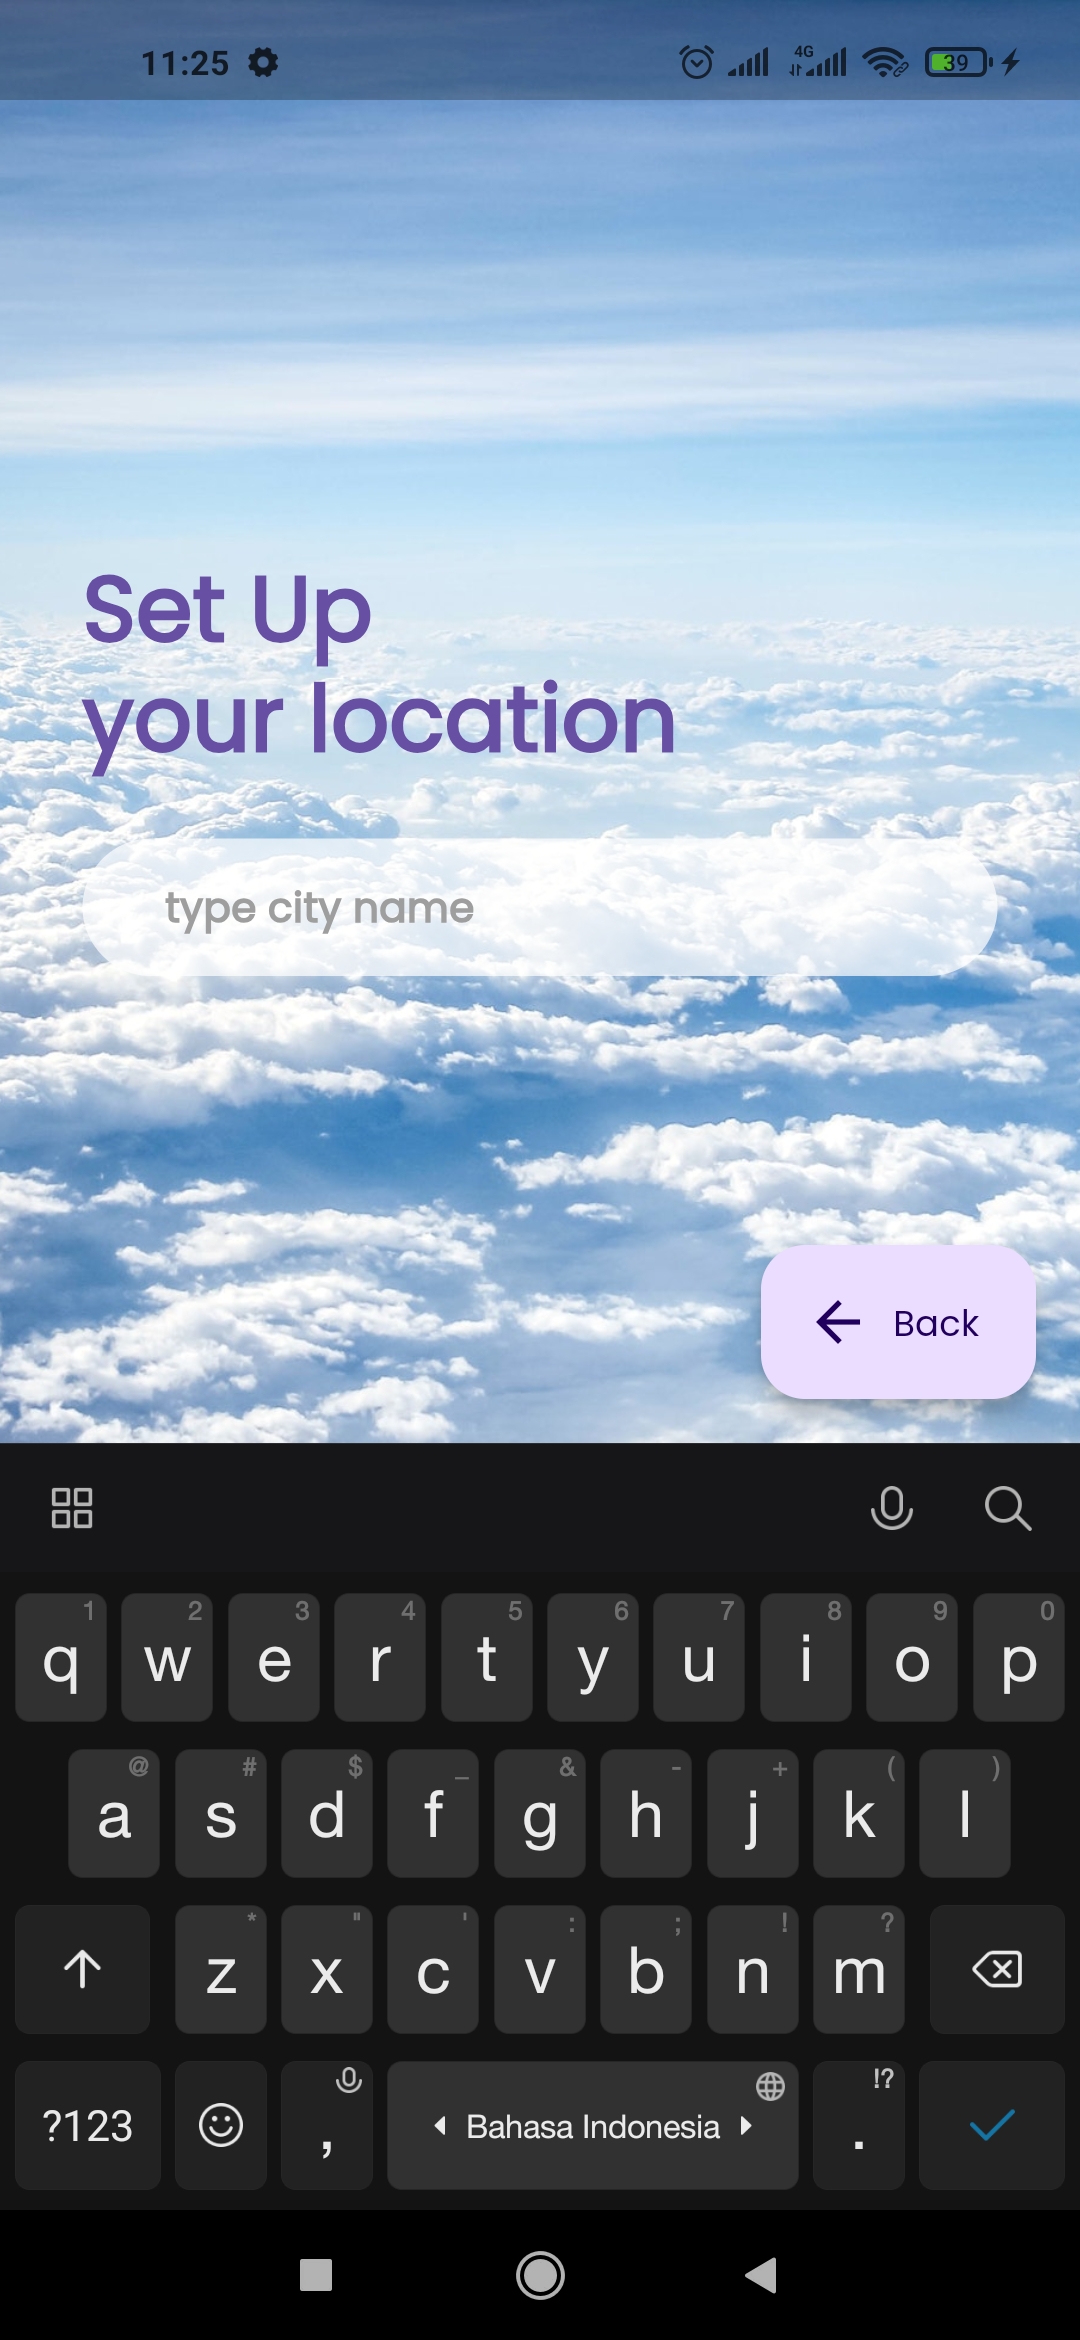 11:25 4G 39
Set Up
your location
type city name
Back
1 2 3 4 5 6 7 8 9 0
q w e r t y u i o p
@ # $ _ & - + ( )
a s d f g h j k l
* " ' : ; ! ?
z x c v b n m
!?
?123 , Bahasa Indonesia .